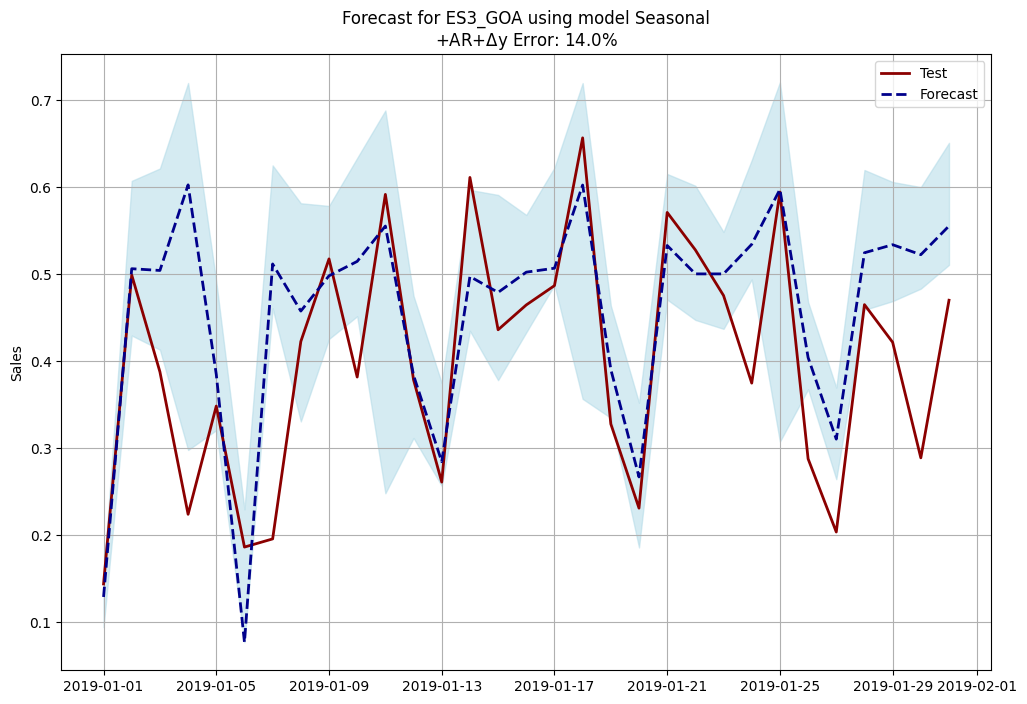 Forecast for ES3_GOA using model Seasonal
+AR+Δy Error: 14.0%
Test
Forecast
Sales
0.7
0.6
0.5
0.4
0.3
0.2
0.1
2019-01-01 2019-01-05 2019-01-09 2019-01-13 2019-01-17 2019-01-21 2019-01-25 2019-01-29 2019-02-01